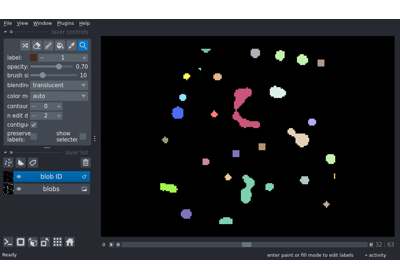 File View Window Plugins Help
layer controls
label: 1
opacity: 0.70
brush si 10
blending translucent
color m auto
contour 0
n edit d 2
contigu
preserve labels: show selected
layer list
blob ID
blobs
32 63
Ready enter paint or fill mode to edit labels activity